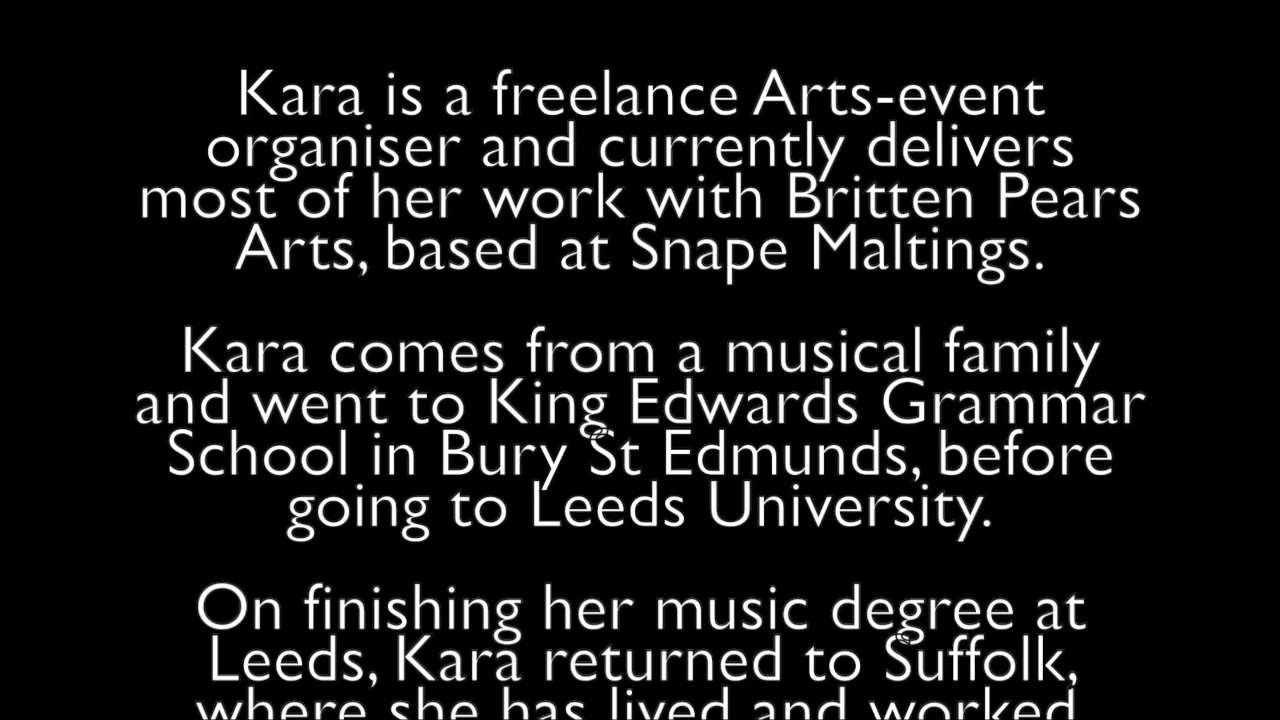 Kara is a freelance Arts-event
organiser and currently delivers
most of her work with Britten Pears
Arts, based at Snape Maltings.
Kara comes from a musical family
and went to King Edwards Grammar
School in Bury St Edmunds, before
going to Leeds University.
On finishing her music degree at
Leeds, Kara returned to Suffolk,
where she has lived and worked